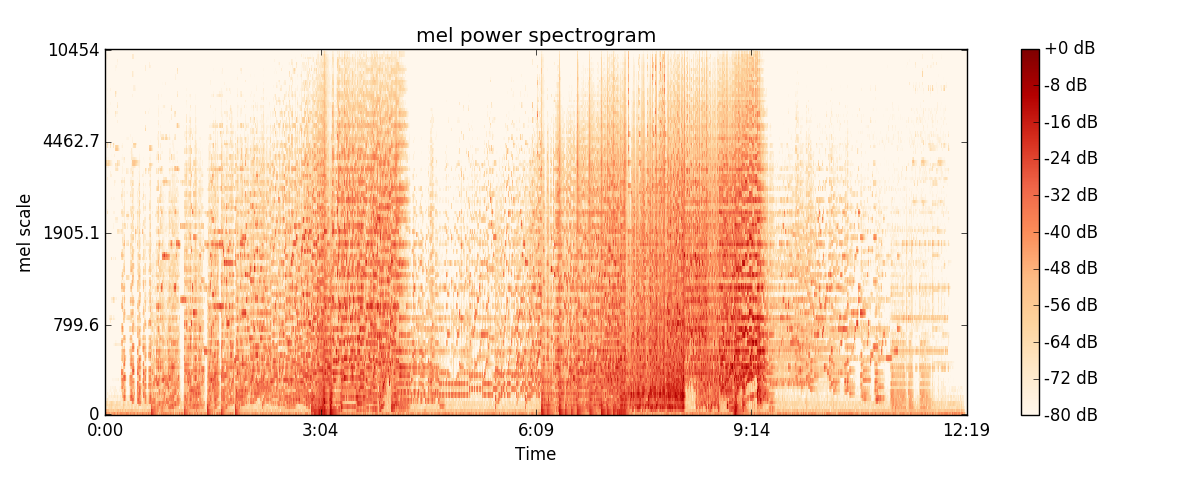 mel power spectrogram
10454
4462.7
1905.1
799.6
0
mel scale
0:00 3:04 6:09 9:14 12:19
Time
+0 dB
-8 dB
-16 dB
-24 dB
-32 dB
-40 dB
-48 dB
-56 dB
-64 dB
-72 dB
-80 dB